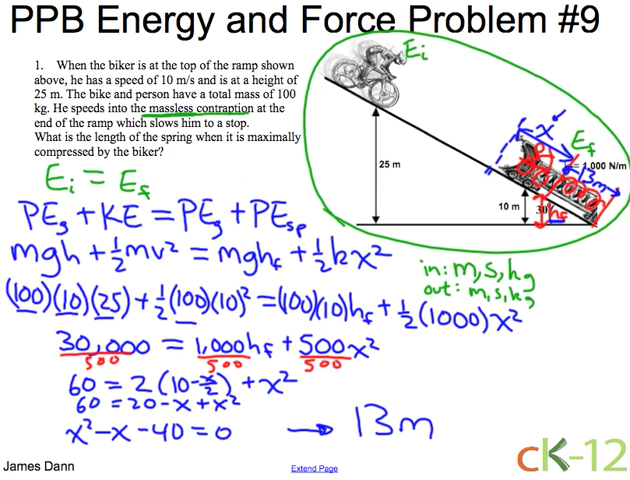 PPB Energy and Force Problem #9
1. When the biker is at the top of the ramp shown
above, he has a speed of 10 m/s and is at a height of
25 m. The bike and person have a total mass of 100
kg. He speeds into the massless contraption at the
end of the ramp which slows him to a stop.
What is the length of the spring when it is maximally
compressed by the biker?
Ei
x
Ef
1,000 N/m
13m
25 m
10 m
30
hf
Ei = Ef
PEg + KE = PEg + PEsp
mgh + ½mv² = mghf + ½kx²
in: m, s, kg
out: m, s, kg
(100)(10)(25) + ½(100)(10)² = (100)(10)hf + ½(1000)x²
30,000 = 1,000hf + 500x²
500 500 500
60 = 2(10-x/2) + x²
60 = 20 - x + x²
x² - x - 40 = 0 → 13m
James Dann
Extend Page
cK-12